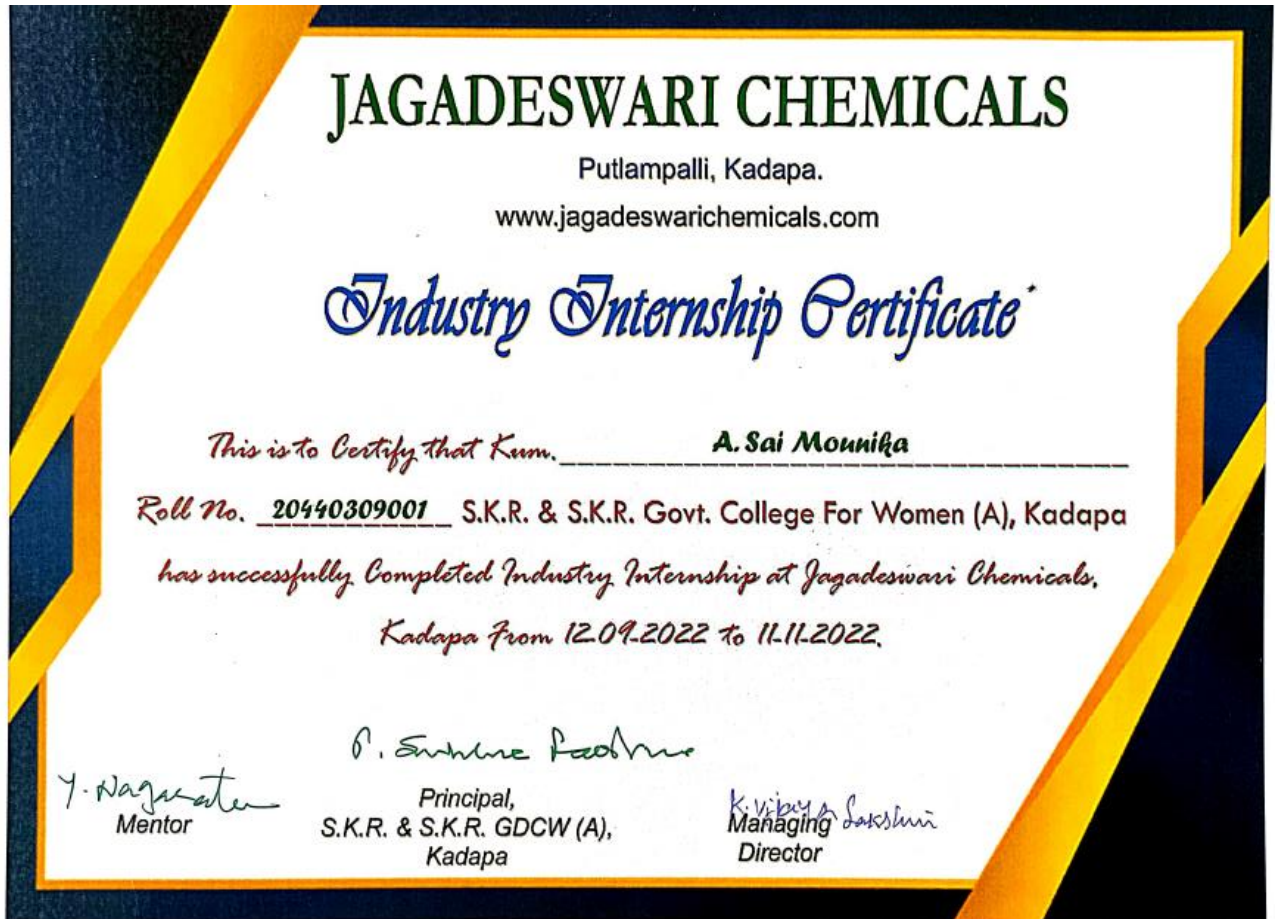 JAGADESWARI CHEMICALS
Putlampalli, Kadapa.
www.jagadeswarichemicals.com
Industry Internship Certificate
This is to Certify that Kum. A. Sai Mounika
Roll No. 20440309001 S.K.R. & S.K.R. Govt. College For Women (A), Kadapa
has successfully Completed Industry Internship at Jagadeswari Chemicals,
Kadapa From 12.09.2022 to 11.11.2022.
Y.
Mentor
P.
Principal,
S.K.R. & S.K.R. GDCW (A),
Kadapa
K. Vijaya Lakshmi
Managing
Director